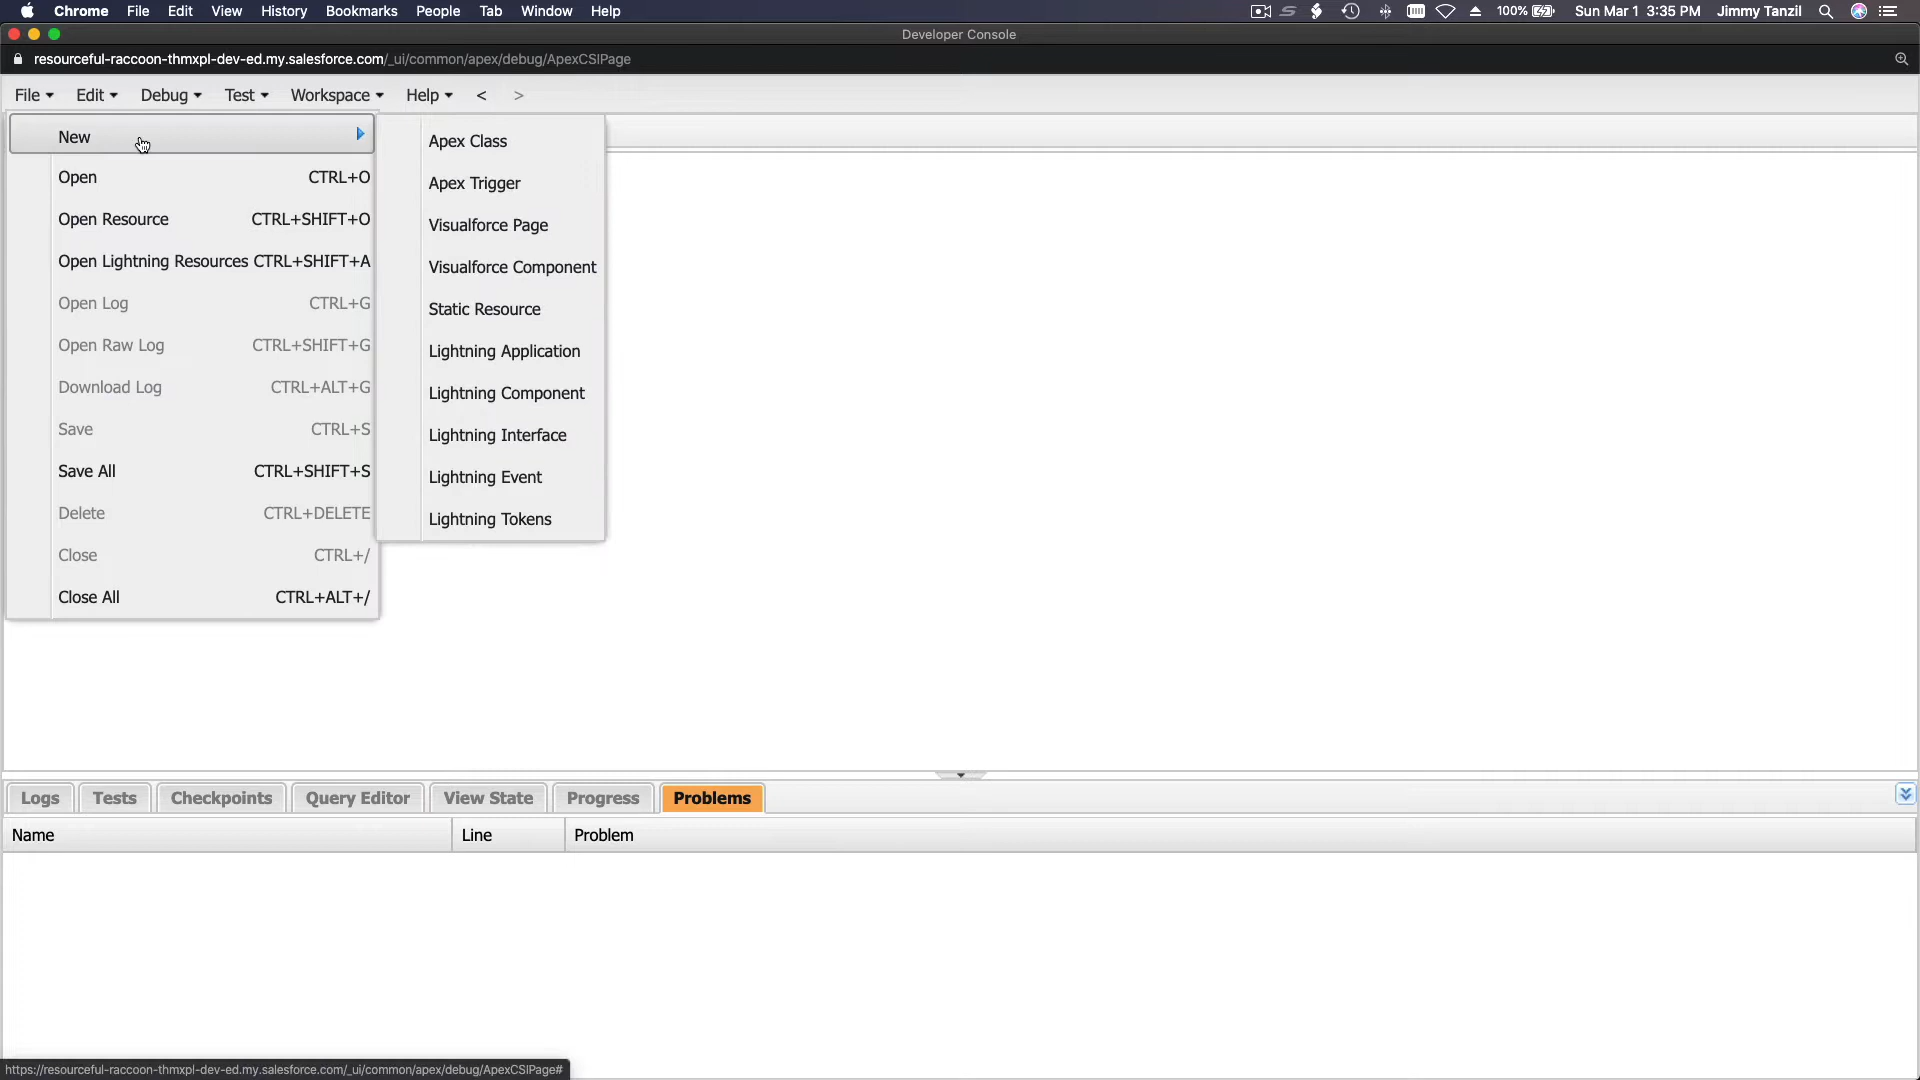 Chrome File Edit View History Bookmarks People Tab Window Help 100% Sun Mar 1 3:35 PM Jimmy Tanzil
Developer Console
resourceful-raccoon-thmxpl-dev-ed.my.salesforce.com/_ui/common/apex/debug/ApexCSIPage
File Edit Debug Test Workspace Help < >
New
Open CTRL+O
Open Resource CTRL+SHIFT+O
Open Lightning Resources CTRL+SHIFT+A
Open Log CTRL+G
Open Raw Log CTRL+SHIFT+G
Download Log CTRL+ALT+G
Save CTRL+S
Save All CTRL+SHIFT+S
Delete CTRL+DELETE
Close CTRL+/
Close All CTRL+ALT+/
Apex Class
Apex Trigger
Visualforce Page
Visualforce Component
Static Resource
Lightning Application
Lightning Component
Lightning Interface
Lightning Event
Lightning Tokens
Logs Tests Checkpoints Query Editor View State Progress Problems
Name Line Problem
https://resourceful-raccoon-thmxpl-dev-ed.my.salesforce.com/_ui/common/apex/debug/ApexCSIPage#